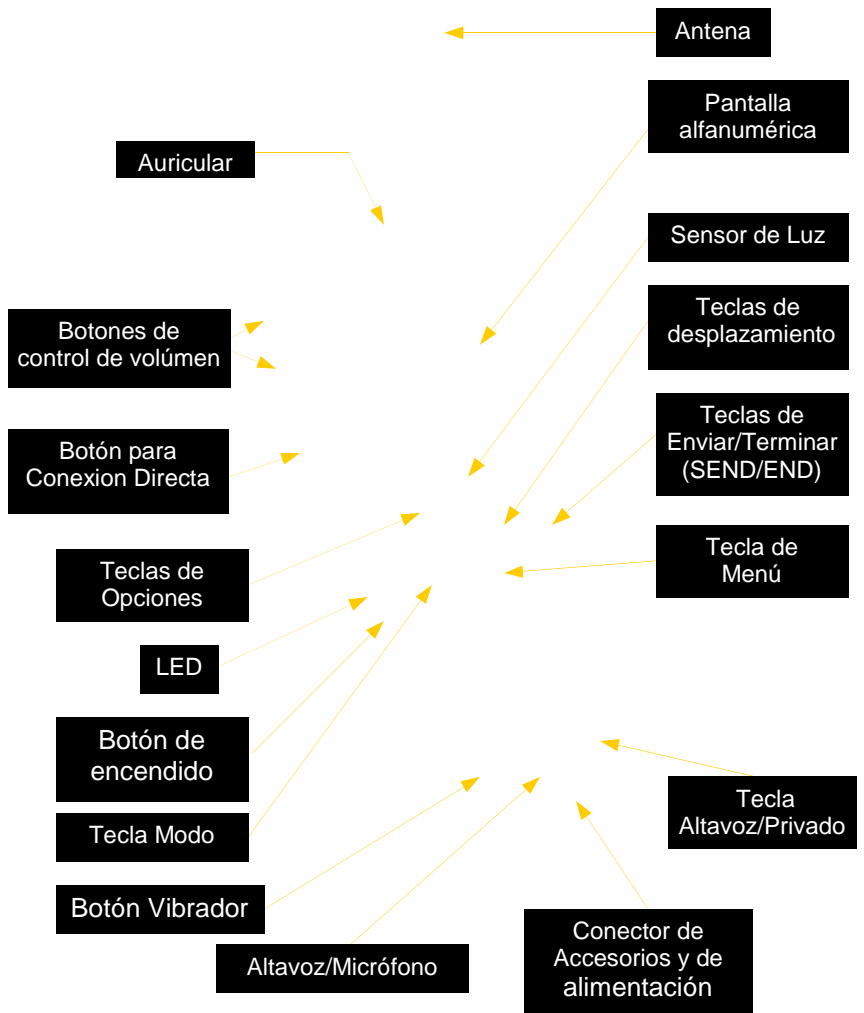 Antena
Pantalla
alfanumérica
Auricular
Sensor de Luz
Botones de
control de volúmen
Teclas de
desplazamiento
Teclas de
Enviar/Terminar
(SEND/END)
Botón para
Conexion Directa
Tecla de
Menú
Teclas de
Opciones
LED
Botón de
encendido
Tecla
Altavoz/Privado
Tecla Modo
Botón Vibrador
Altavoz/Micrófono
Conector de
Accesorios y de
alimentación